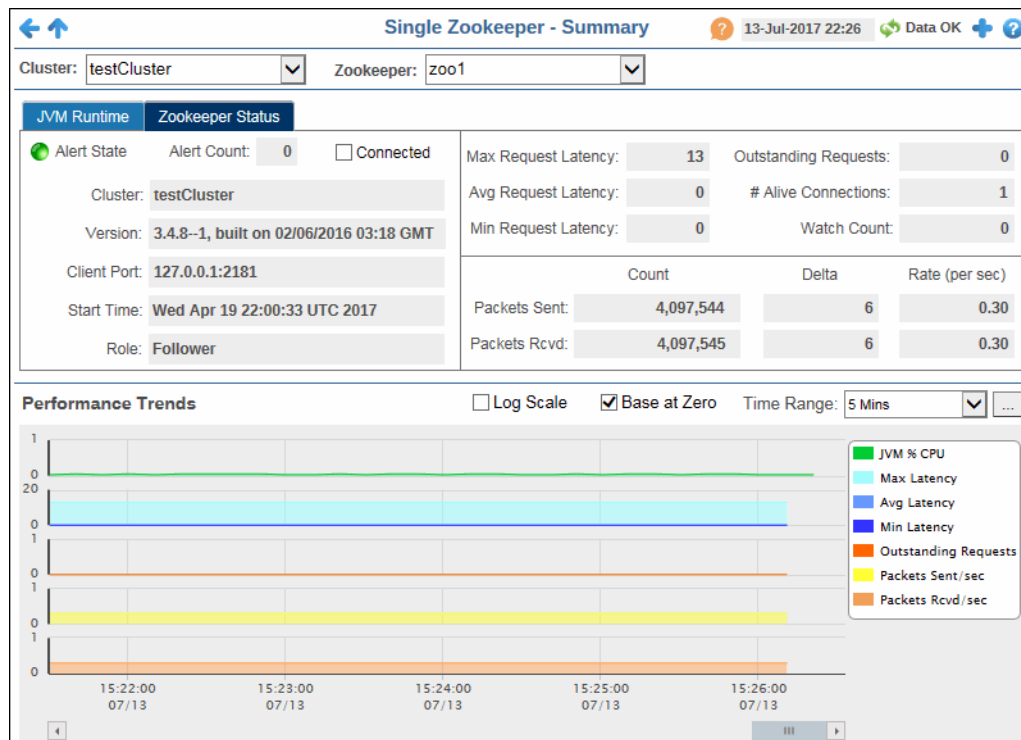 Single Zookeeper - Summary
? 13-Jul-2017 22:26 Data OK ?
Cluster: testCluster Zookeeper: zoo1
JVM Runtime Zookeeper Status
Alert State Alert Count: 0 Connected
Cluster: testCluster
Version: 3.4.8--1, built on 02/06/2016 03:18 GMT
Client Port: 127.0.0.1:2181
Start Time: Wed Apr 19 22:00:33 UTC 2017
Role: Follower
Max Request Latency: 13 Outstanding Requests: 0
Avg Request Latency: 0 # Alive Connections: 1
Min Request Latency: 0 Watch Count: 0
Count Delta Rate (per sec)
Packets Sent: 4,097,544 6 0.30
Packets Rcvd: 4,097,545 6 0.30
Performance Trends Log Scale Base at Zero Time Range: 5 Mins ...
1
0
20
0
1
0
1
0
1
0
15:22:00 15:23:00 15:24:00 15:25:00 15:26:00
07/13 07/13 07/13 07/13 07/13
JVM % CPU
Max Latency
Avg Latency
Min Latency
Outstanding Requests
Packets Sent/sec
Packets Rcvd/sec